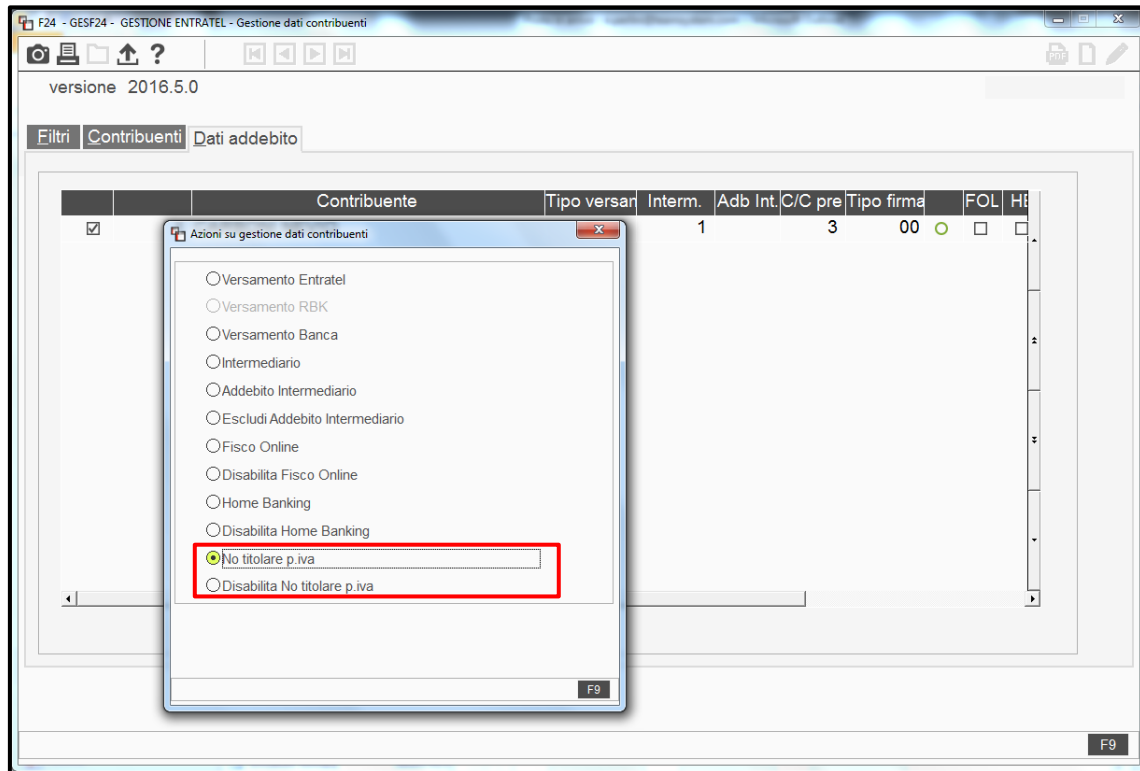 F24 - GESF24 - GESTIONE ENTRATEL - Gestione dati contribuenti
?
PDF
versione 2016.5.0
Filtri Contribuenti Dati addebito
Contribuente Tipo versar Interm. Adb Int. C/C pre Tipo firma FOL HE
1 3 00
Azioni su gestione dati contribuenti
Versamento Entratel
Versamento RBK
Versamento Banca
Intermediario
Addebito Intermediario
Escludi Addebito Intermediario
Fisco Online
Disabilita Fisco Online
Home Banking
Disabilita Home Banking
No titolare p.iva
Disabilita No titolare p.iva
F9
F9